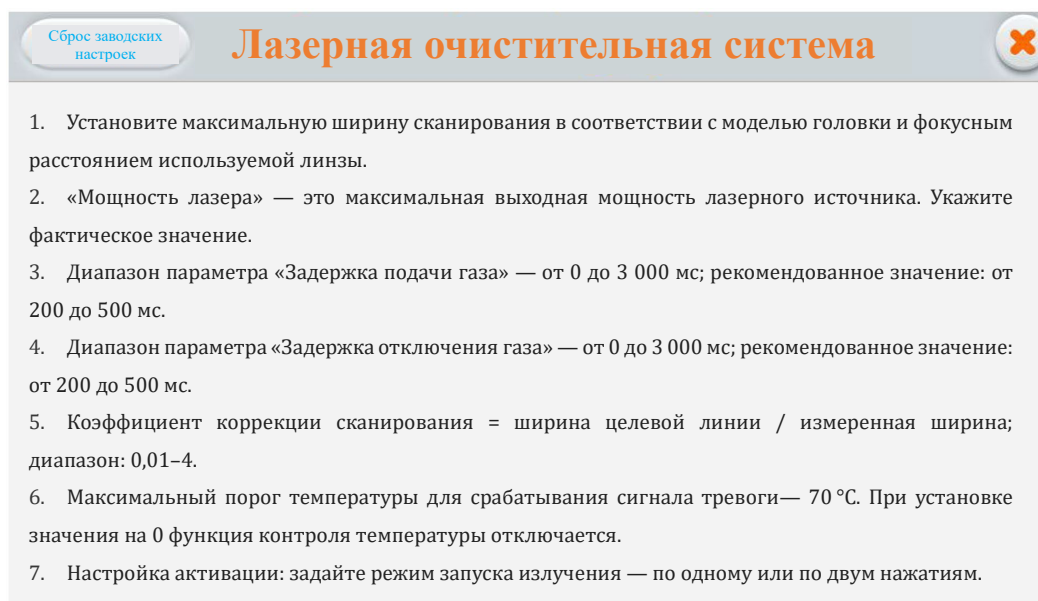 Сброс заводских
настроек
Лазерная очистительная система
1. Установите максимальную ширину сканирования в соответствии с моделью головки и фокусным
расстоянием используемой линзы.
2. «Мощность лазера» — это максимальная выходная мощность лазерного источника. Укажите
фактическое значение.
3. Диапазон параметра «Задержка подачи газа» — от 0 до 3 000 мс; рекомендованное значение: от
200 до 500 мс.
4. Диапазон параметра «Задержка отключения газа» — от 0 до 3 000 мс; рекомендованное значение:
от 200 до 500 мс.
5. Коэффициент коррекции сканирования = ширина целевой линии / измеренная ширина;
диапазон: 0,01–4.
6. Максимальный порог температуры для срабатывания сигнала тревоги— 70 °C. При установке
значения на 0 функция контроля температуры отключается.
7. Настройка активации: задайте режим запуска излучения — по одному или по двум нажатиям.